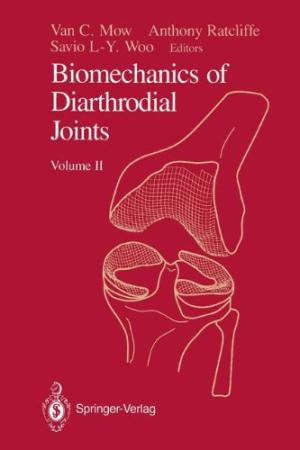 Van C. Mow   Anthony Ratcliffe
Savio L-Y. Woo   Editors
Biomechanics of
Diarthrodial
Joints
Volume II
Springer-Verlag